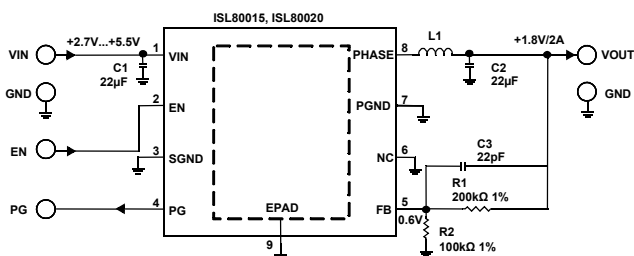 ISL80015, ISL80020
VIN
+2.7V...+5.5V
1
VIN
C1
22µF
GND
2
EN
EN
3
SGND
PG
4
PG
EPAD
9
PHASE
8
L1
+1.8V/2A
VOUT
C2
22µF
GND
PGND
7
NC
6
C3
22pF
R1
200kΩ 1%
FB
5
0.6V
R2
100kΩ 1%